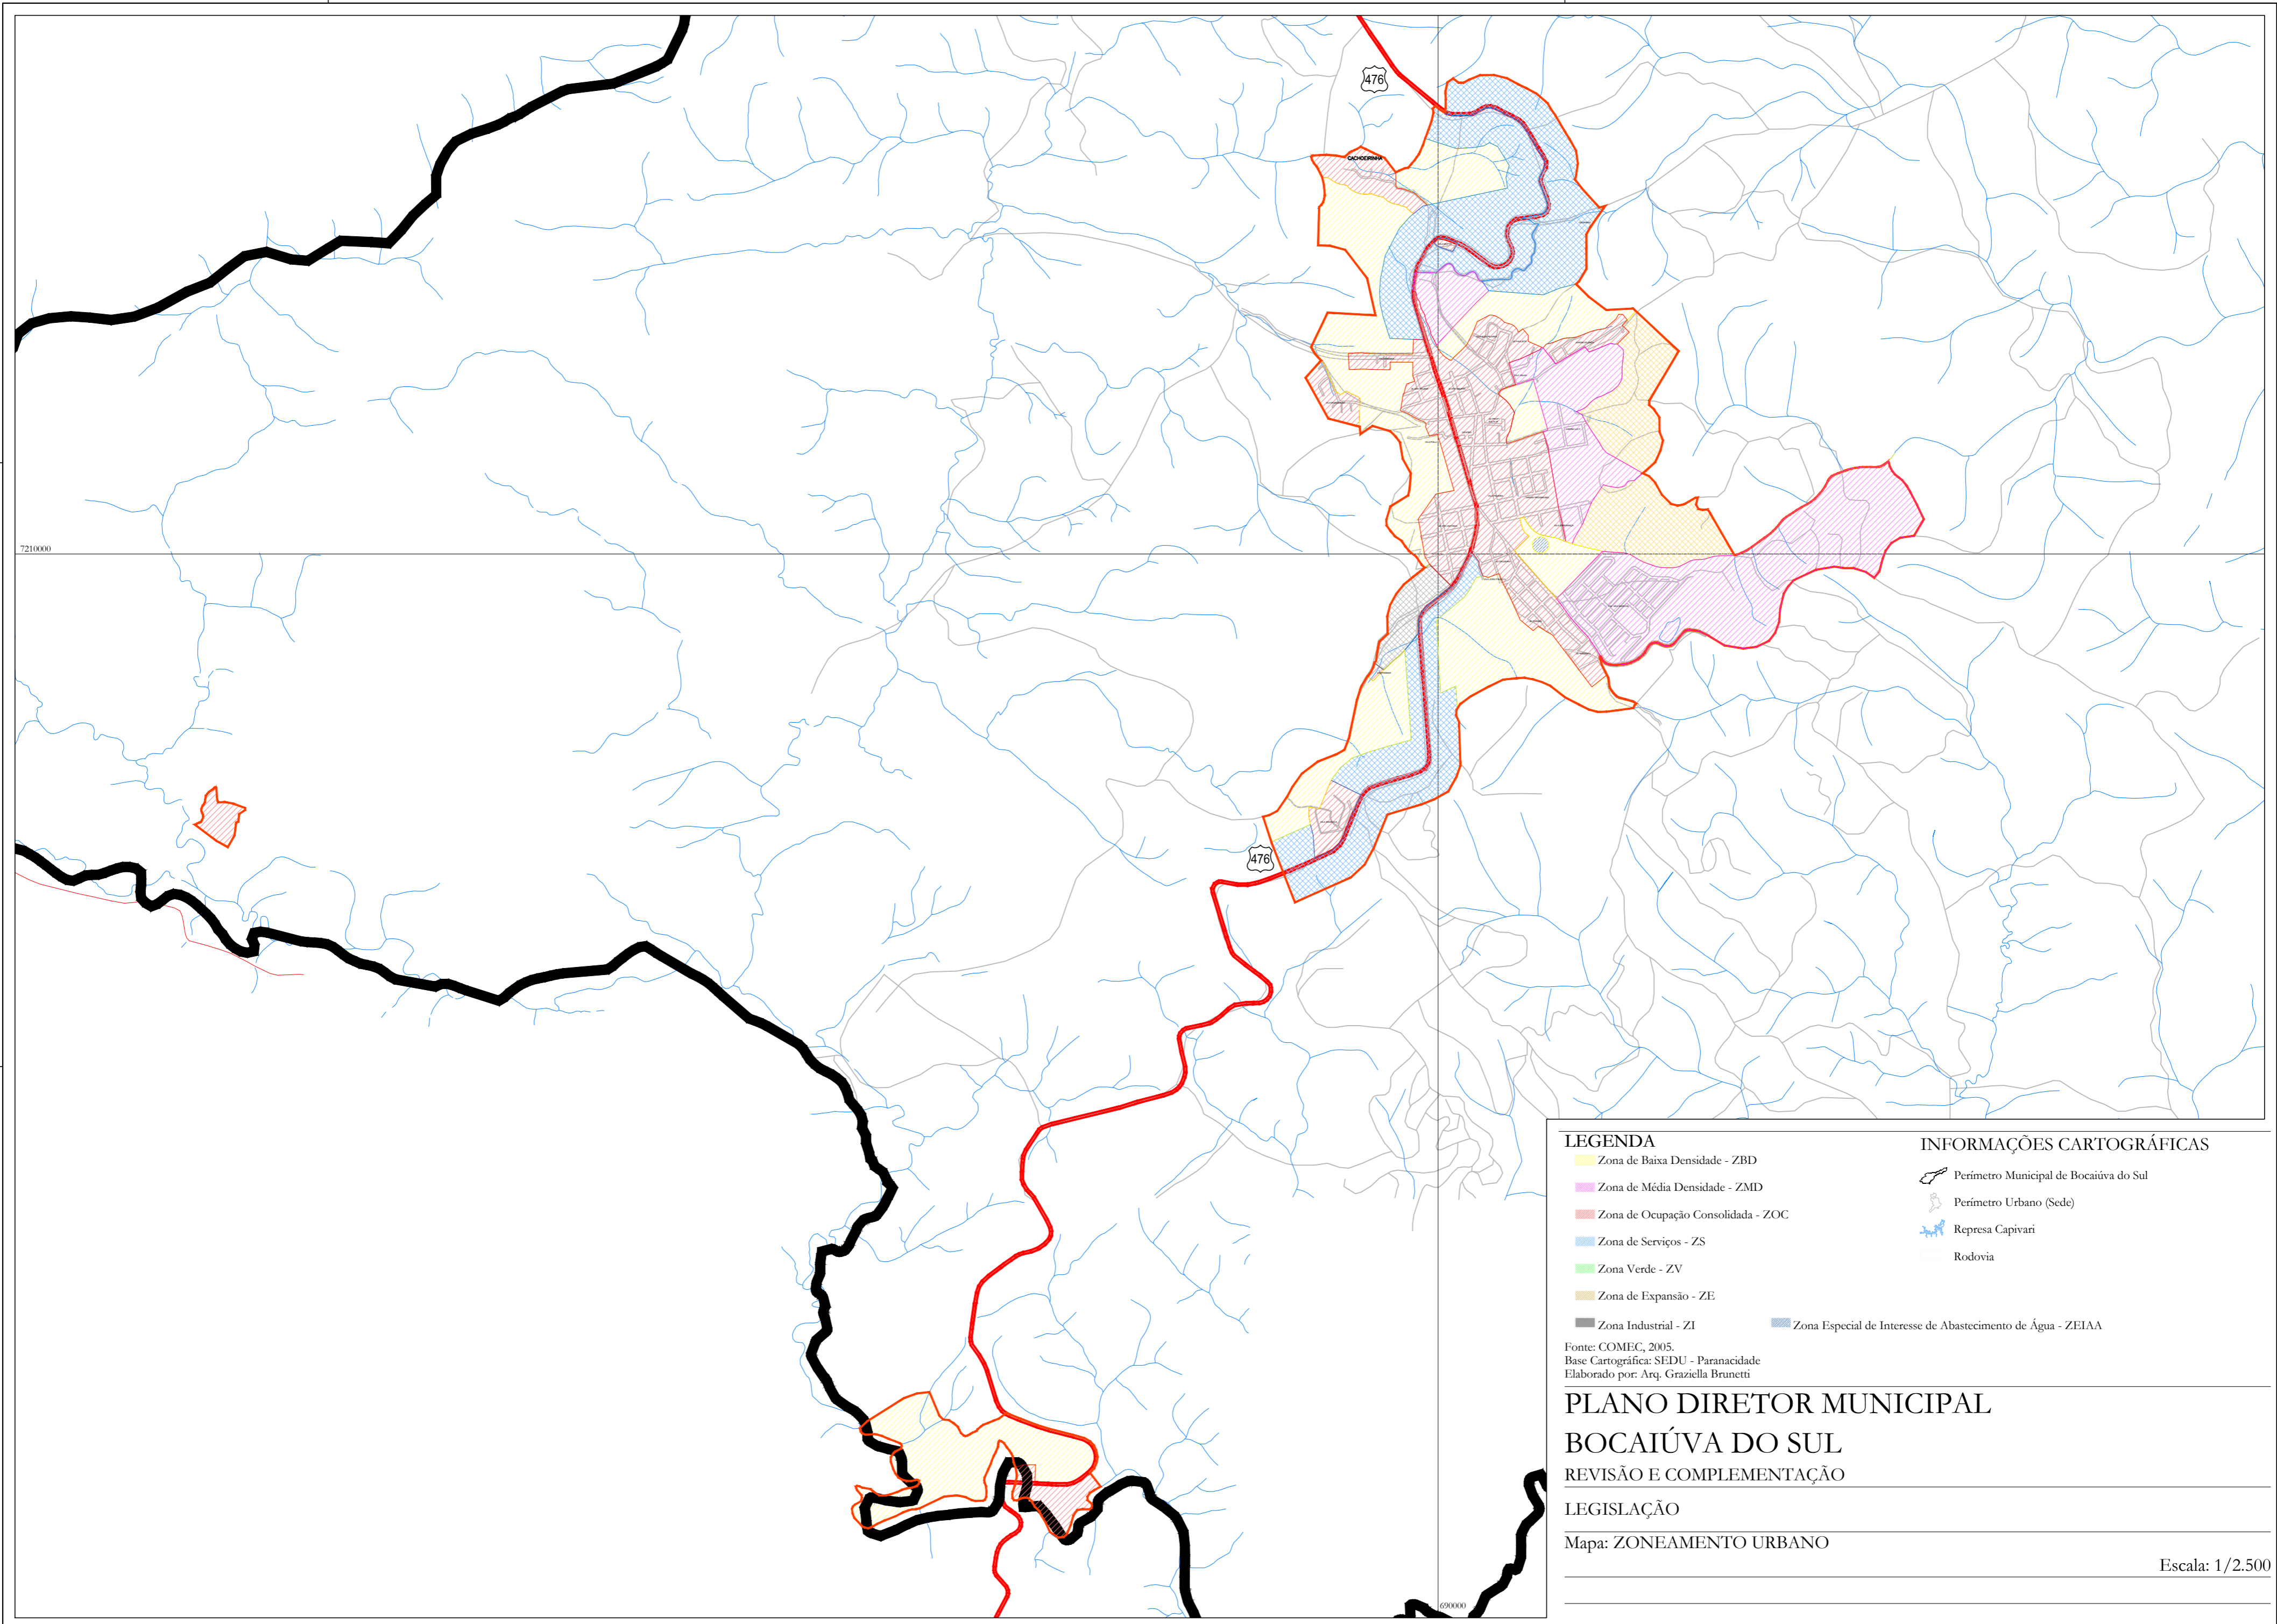 476
CACHOEIRINHA
7210000
476
690000
LEGENDA
Zona de Baixa Densidade - ZBD
Zona de Média Densidade - ZMD
Zona de Ocupação Consolidada - ZOC
Zona de Serviços - ZS
Zona Verde - ZV
Zona de Expansão - ZE
Zona Industrial - ZI
Zona Especial de Interesse de Abastecimento de Água - ZEIAA
INFORMAÇÕES CARTOGRÁFICAS
Perímetro Municipal de Bocaiúva do Sul
Perímetro Urbano (Sede)
Represa Capivari
Rodovia
Fonte: COMEC, 2005.
Base Cartográfica: SEDU - Paranacidade
Elaborado por: Arq. Graziella Brunetti
PLANO DIRETOR MUNICIPAL
BOCAIÚVA DO SUL
REVISÃO E COMPLEMENTAÇÃO
LEGISLAÇÃO
Mapa: ZONEAMENTO URBANO
Escala: 1/2.500